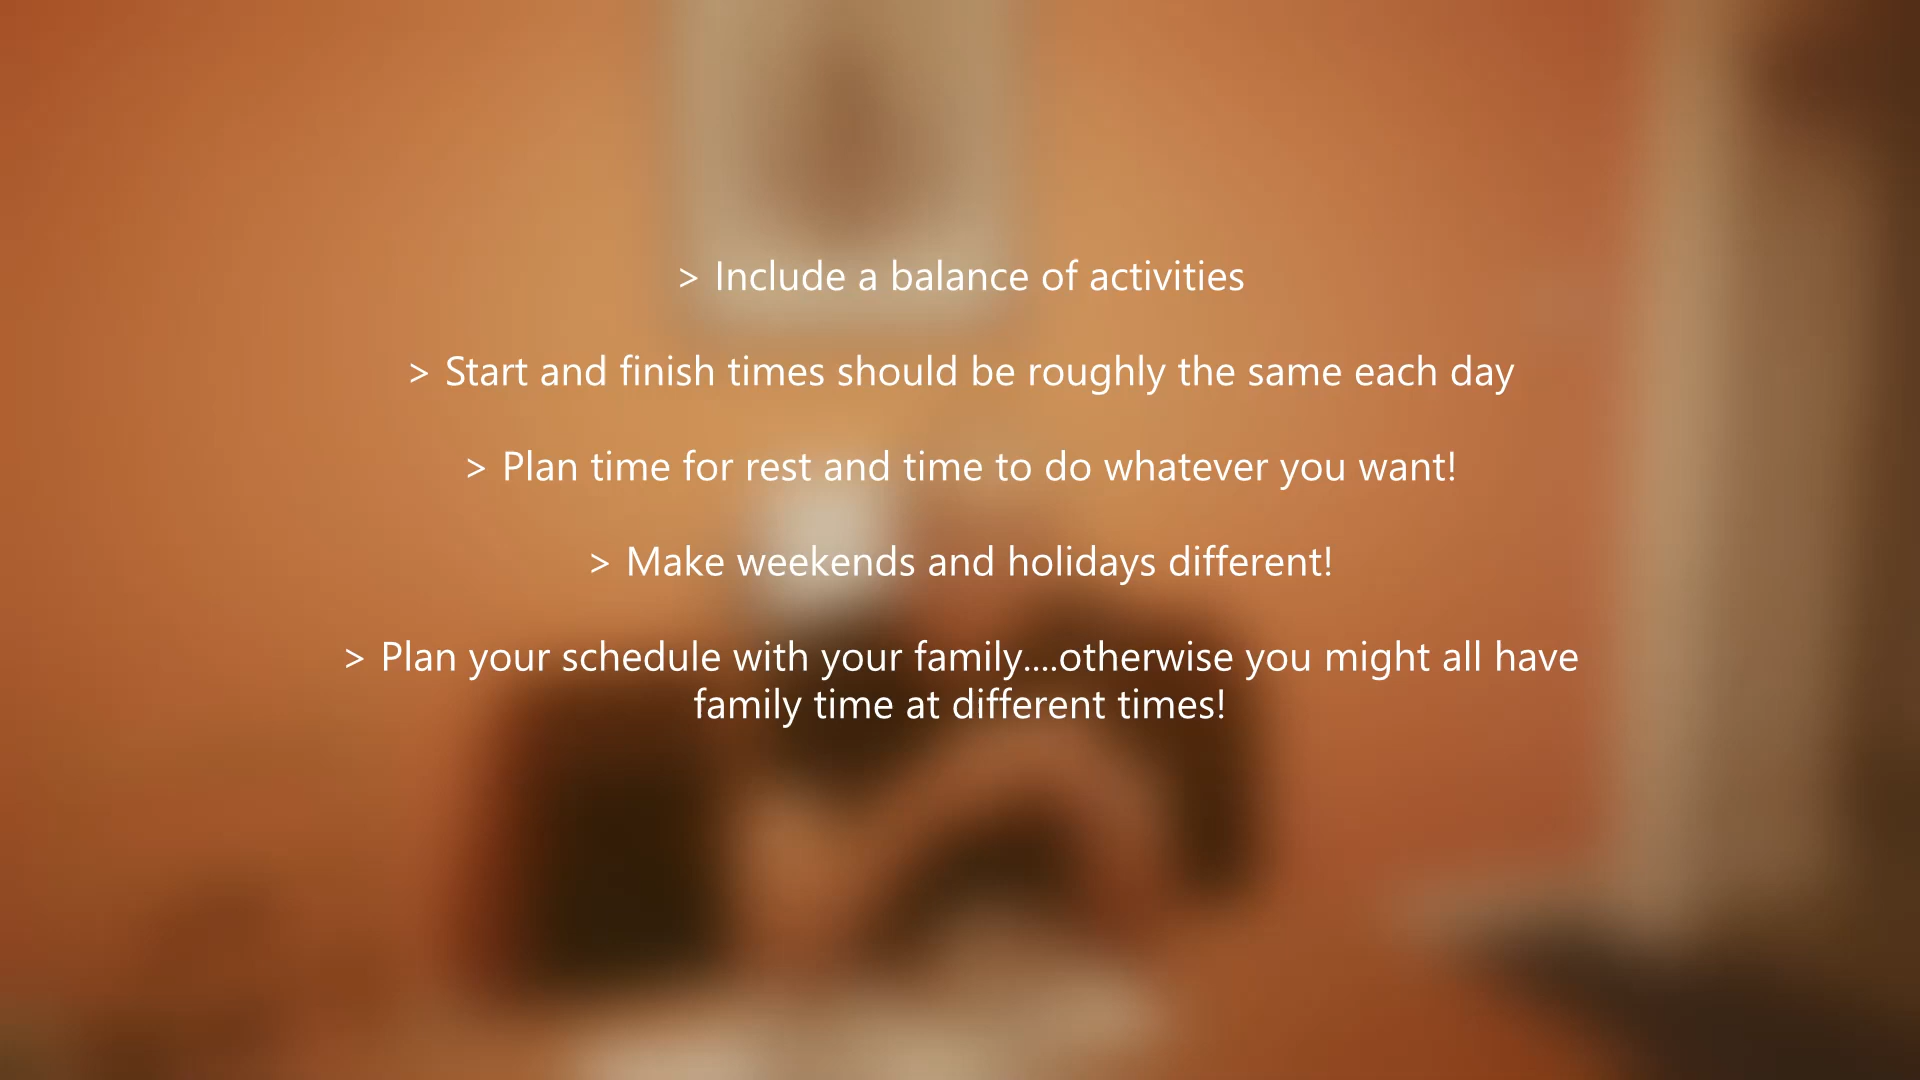 > Include a balance of activities
> Start and finish times should be roughly the same each day
> Plan time for rest and time to do whatever you want!
> Make weekends and holidays different!
> Plan your schedule with your family....otherwise you might all have
family time at different times!